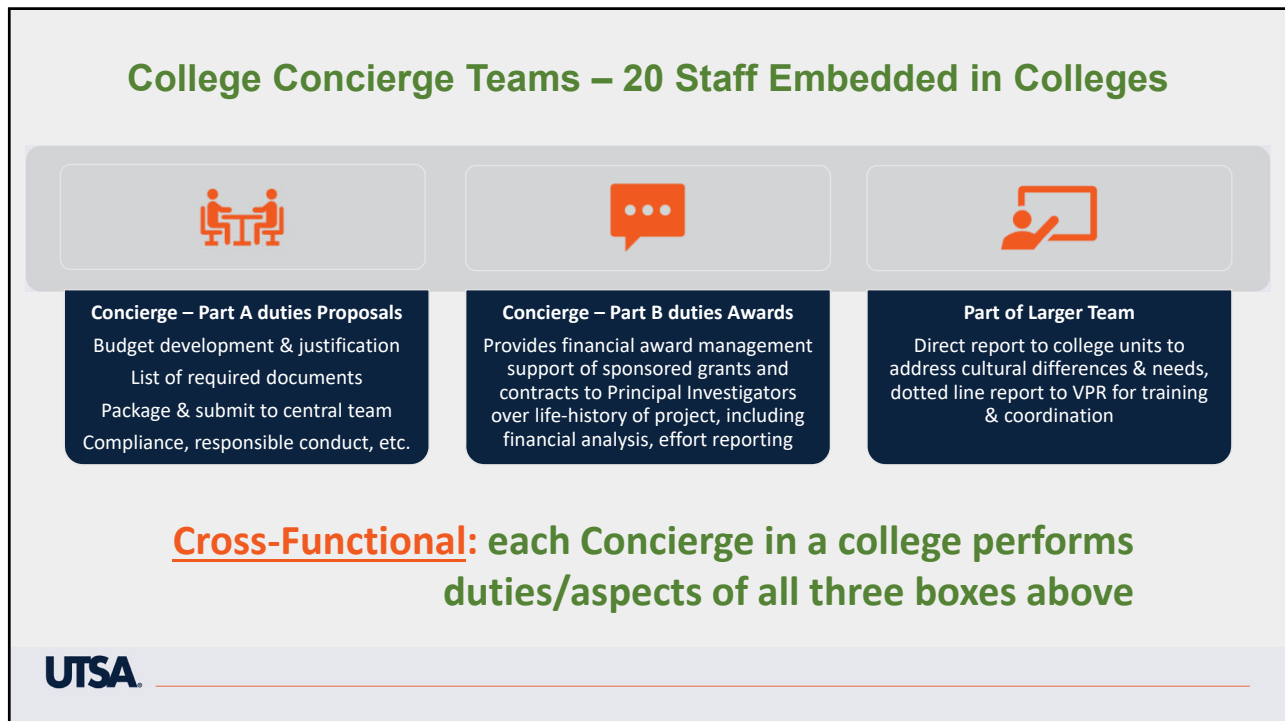 College Concierge Teams – 20 Staff Embedded in Colleges
Concierge – Part A duties Proposals
Budget development & justification
List of required documents
Package & submit to central team
Compliance, responsible conduct, etc.
Concierge – Part B duties Awards
Provides financial award management
support of sponsored grants and
contracts to Principal Investigators
over life-history of project, including
financial analysis, effort reporting
Part of Larger Team
Direct report to college units to
address cultural differences & needs,
dotted line report to VPR for training
& coordination
Cross-Functional: each Concierge in a college performs
duties/aspects of all three boxes above
UTSA®